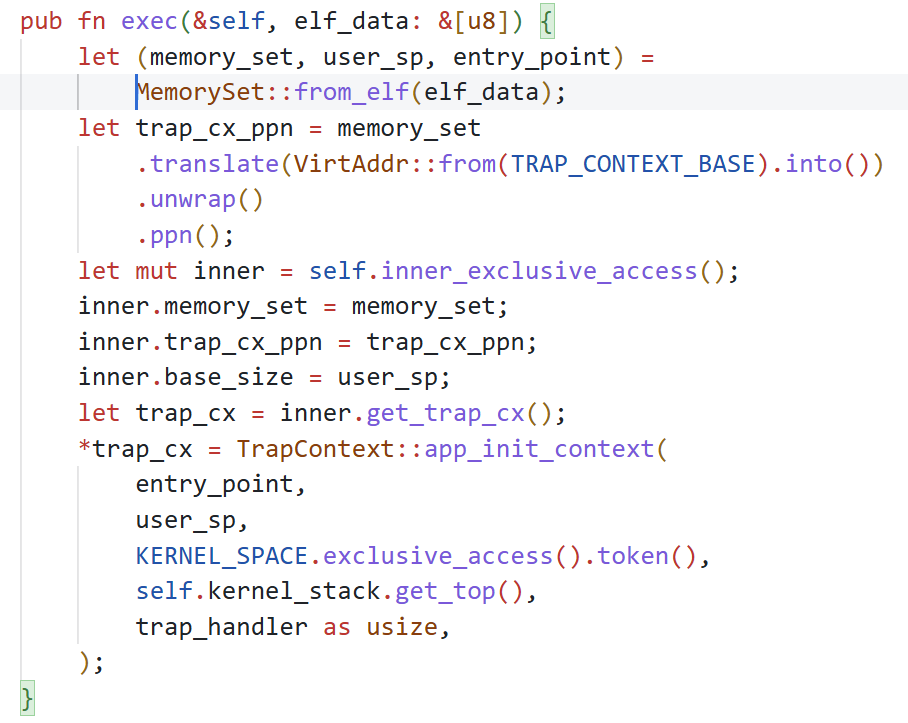 pub fn exec(&self, elf_data: &[u8]) {
    let (memory_set, user_sp, entry_point) =
        MemorySet::from_elf(elf_data);
    let trap_cx_ppn = memory_set
        .translate(VirtAddr::from(TRAP_CONTEXT_BASE).into())
        .unwrap()
        .ppn();
    let mut inner = self.inner_exclusive_access();
    inner.memory_set = memory_set;
    inner.trap_cx_ppn = trap_cx_ppn;
    inner.base_size = user_sp;
    let trap_cx = inner.get_trap_cx();
    *trap_cx = TrapContext::app_init_context(
        entry_point,
        user_sp,
        KERNEL_SPACE.exclusive_access().token(),
        self.kernel_stack.get_top(),
        trap_handler as usize,
    );
}